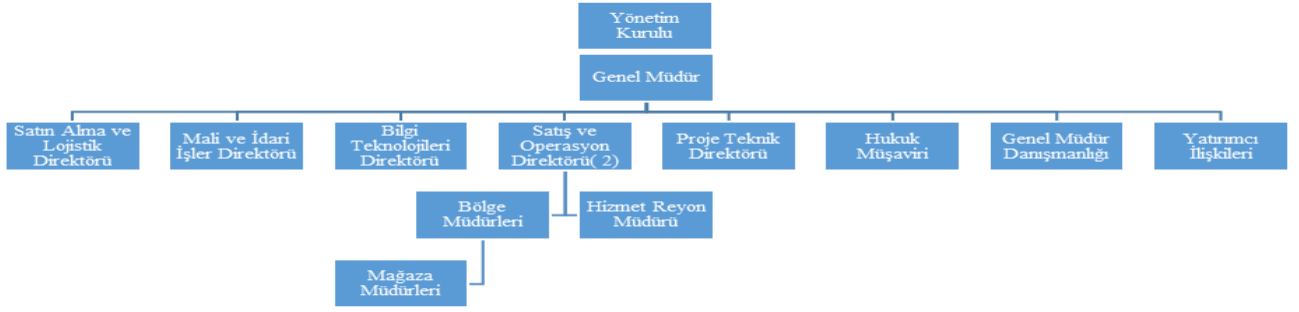 Yönetim
Kurulu
Genel Müdür
Satın Alma ve
Lojistik
Direktörü
Mali ve İdari
İşler Direktörü
Bilgi
Teknolojileri
Direktörü
Satış ve
Operasyon
Direktörü( 2)
Proje Teknik
Direktörü
Hukuk
Müşaviri
Genel Müdür
Danışmanlığı
Yatırımcı
İlişkileri
Bölge
Müdürleri
Hizmet Reyon
Müdürü
Mağaza
Müdürleri